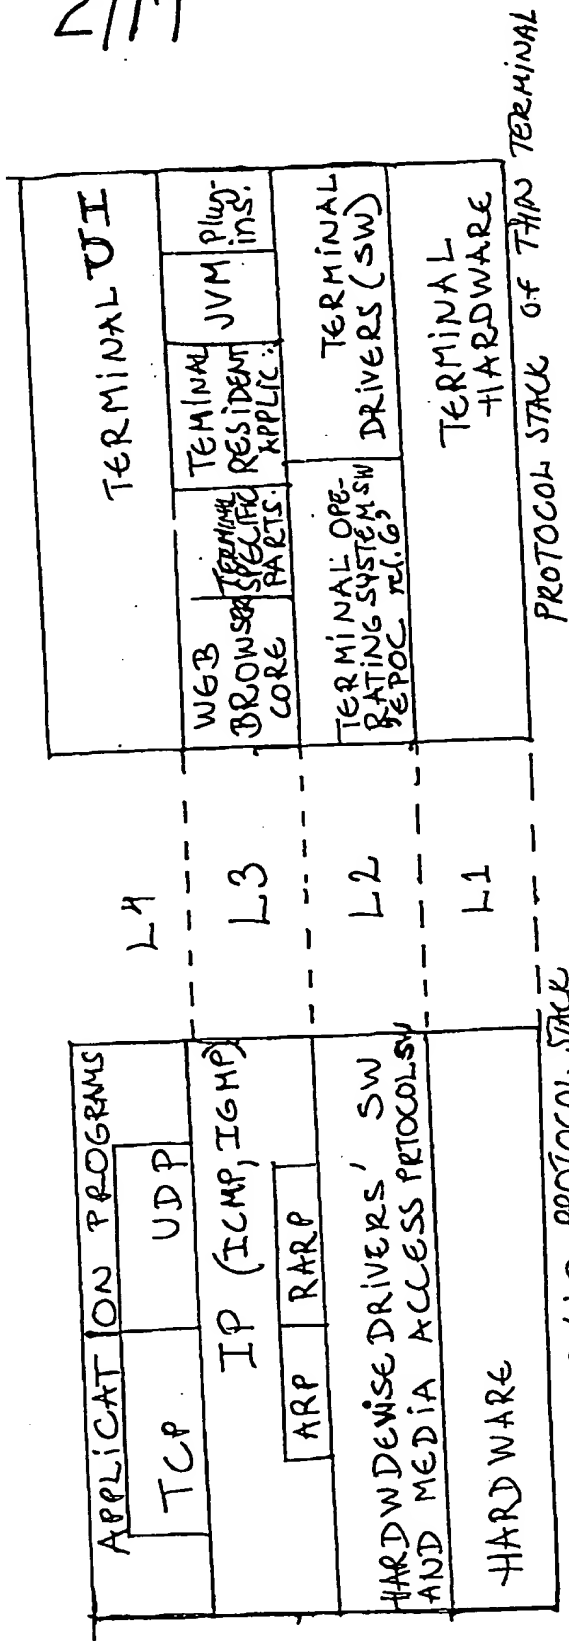 2/17
APPLICATION PROGRAMS
TCP
UDP
IP (ICMP, IGMP)
ARP
RARP
HARDWDEWISE DRIVERS' SW
AND MEDIA ACCESS PRTOCOLSW
HARDWARE
PROTOCOL STACK
L4
L3
L2
L1
TERMINAL UI
WEB
BROWSER
CORE
TERMINAL
SPECIFIC
PARTS.
TEMINAL
RESIDENT
APPLIC.
JVM
Plug-
ins.
TERMINAL OPE-
RATING SYSTEM SW
"EPOC rel.6"
TERMINAL
DRIVERS (SW)
TERMINAL
HARDWARE
PROTOCOL STACK OF THIN TERMINAL